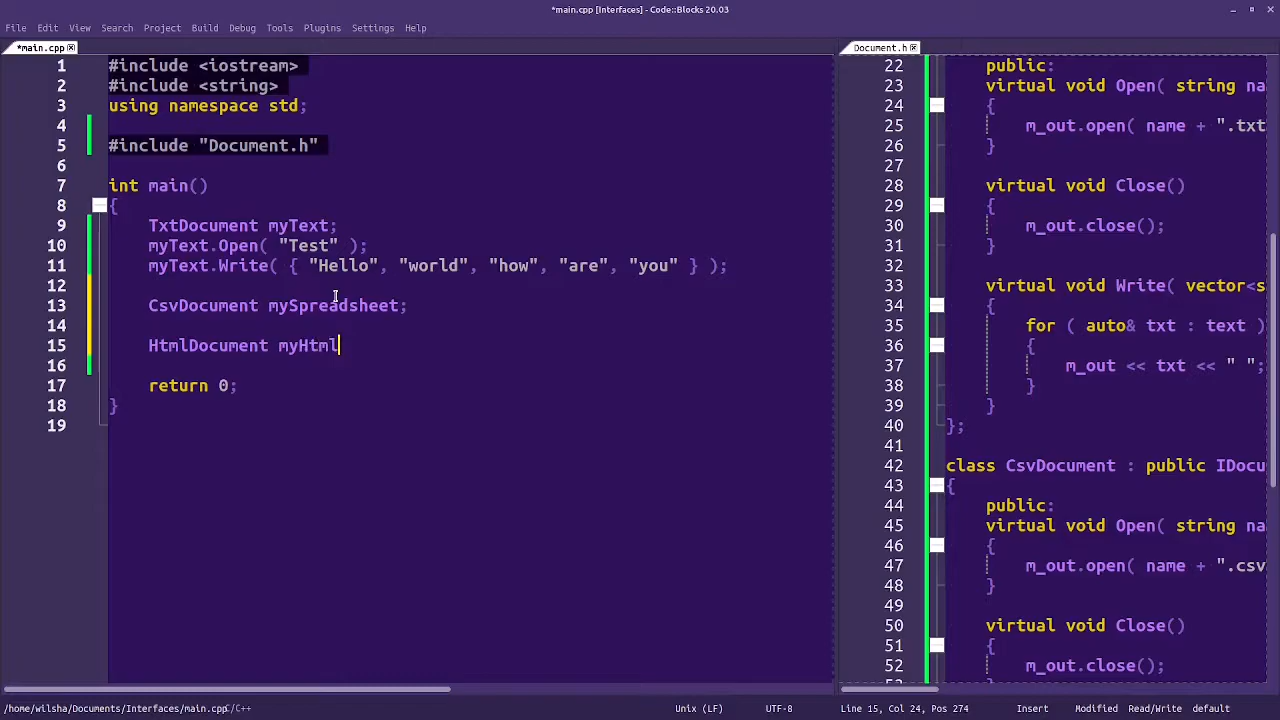 *main.cpp [Interfaces] - Code::Blocks 20.03
File Edit View Search Project Build Debug Tools Plugins Settings Help
*main.cpp
1 #include <iostream>
2 #include <string>
3 using namespace std;
4
5 #include "Document.h"
6
7 int main()
8 {
9 TxtDocument myText;
10 myText.Open( "Test" );
11 myText.Write( { "Hello", "world", "how", "are", "you" } );
12
13 CsvDocument mySpreadsheet;
14
15 HtmlDocument myHtml
16
17 return 0;
18 }
19
Document.h
22 public:
23 virtual void Open( string na
24 {
25 m_out.open( name + ".txt
26 }
27
28 virtual void Close()
29 {
30 m_out.close();
31 }
32
33 virtual void Write( vector<s
34 {
35 for ( auto& txt : text )
36 {
37 m_out << txt << " ";
38 }
39 }
40 };
41
42 class CsvDocument : public IDocu
43 {
44 public:
45 virtual void Open( string na
46 {
47 m_out.open( name + ".csv
48 }
49
50 virtual void Close()
51 {
52 m_out.close();
/home/wilsha/Documents/Interfaces/main.cpp C/C++ Unix (LF) UTF-8 Line 15, Col 24, Pos 274 Insert Modified Read/Write default